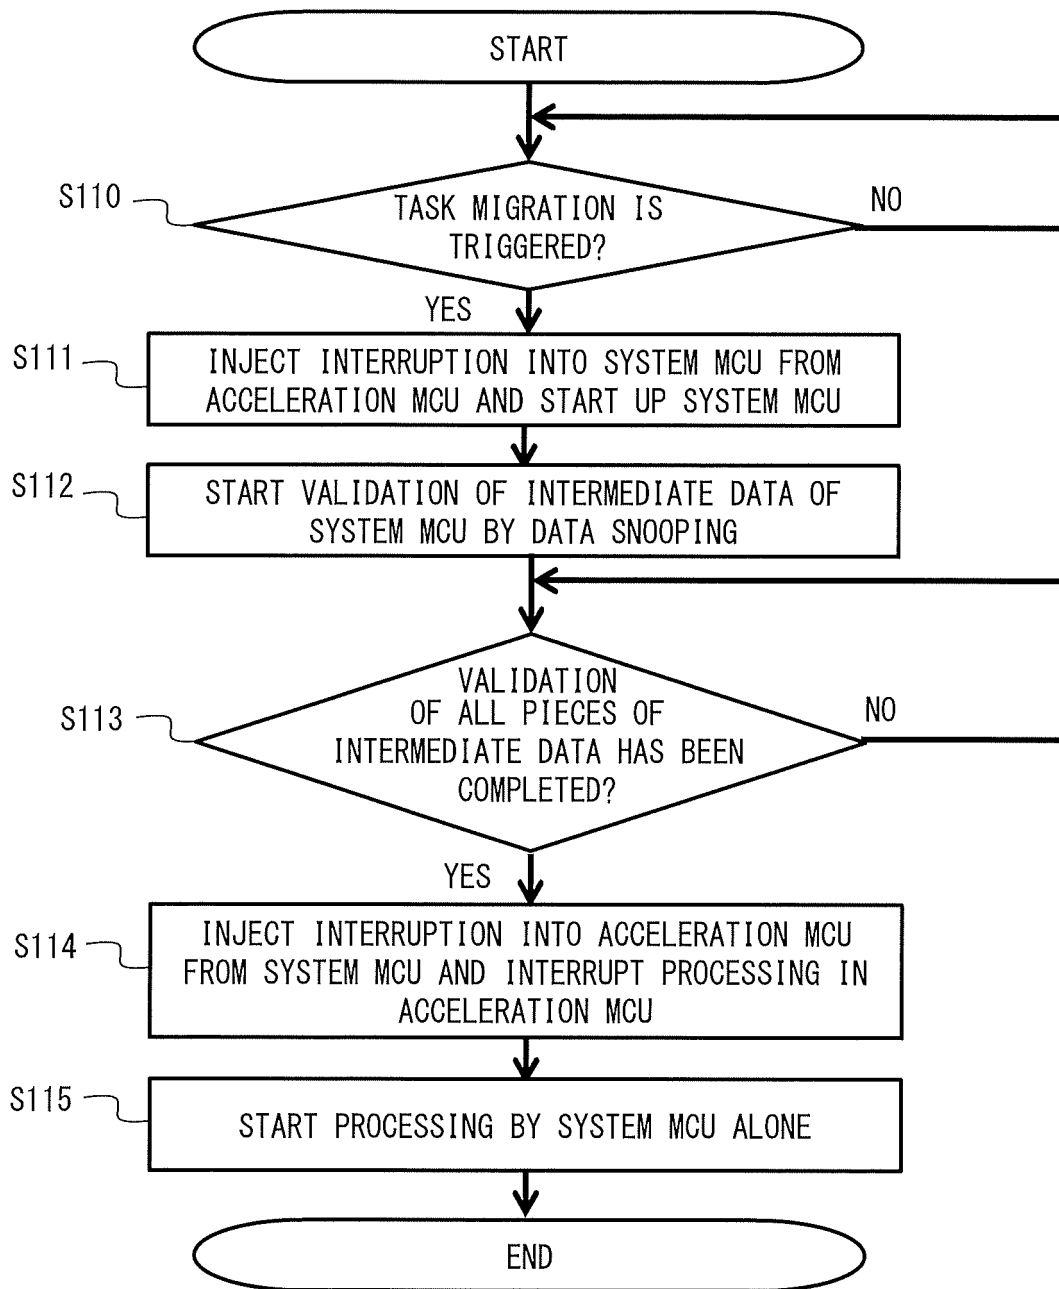 START
S110
TASK MIGRATION IS
TRIGGERED?
NO
YES
S111
INJECT INTERRUPTION INTO SYSTEM MCU FROM
ACCELERATION MCU AND START UP SYSTEM MCU
S112
START VALIDATION OF INTERMEDIATE DATA OF
SYSTEM MCU BY DATA SNOOPING
S113
VALIDATION
OF ALL PIECES OF
INTERMEDIATE DATA HAS BEEN
COMPLETED?
NO
YES
S114
INJECT INTERRUPTION INTO ACCELERATION MCU
FROM SYSTEM MCU AND INTERRUPT PROCESSING IN
ACCELERATION MCU
S115
START PROCESSING BY SYSTEM MCU ALONE
END